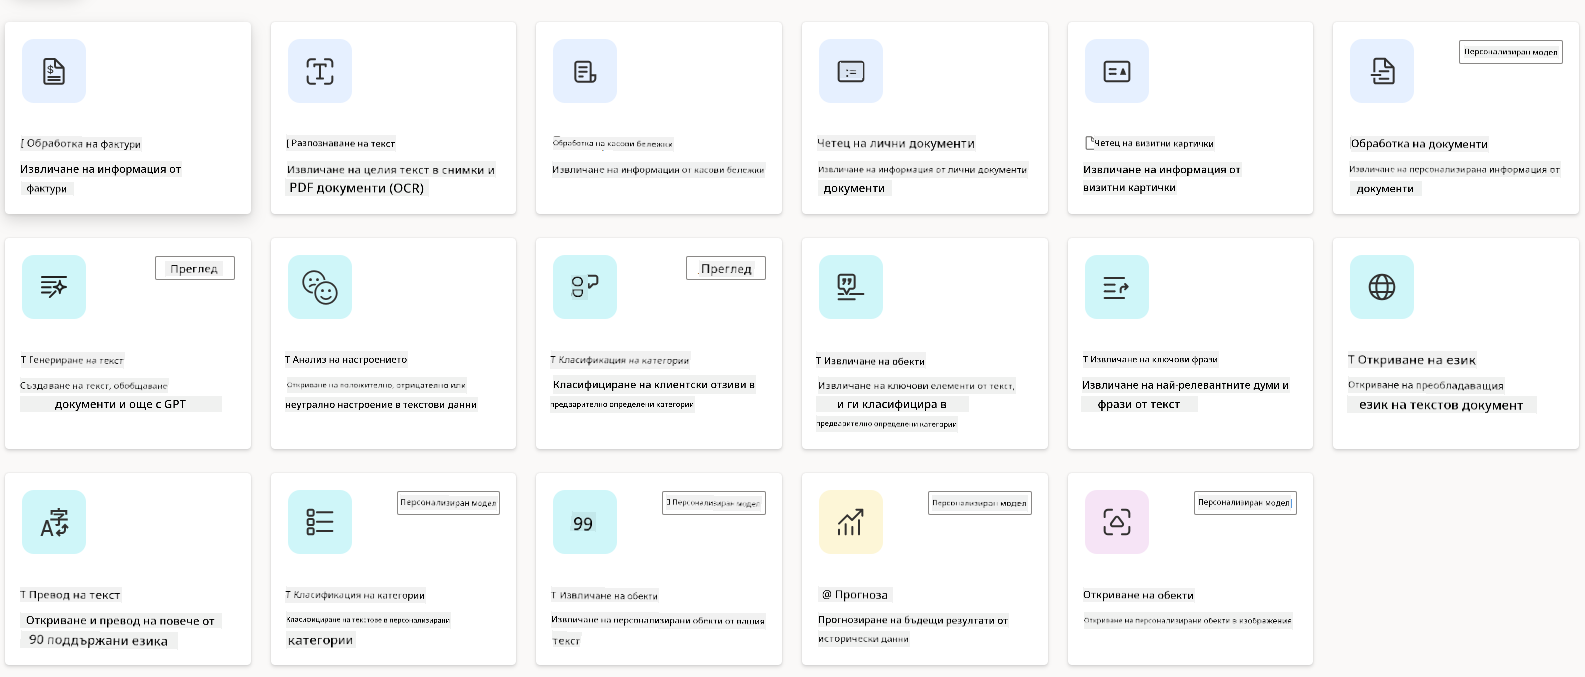 Персонализиран модел
[ Обработка на фактури
Извличане на информация от
фактури
[ Разпознаване на текст
Извличане на целия текст в снимки и
PDF документи (OCR)
Обработка на касови бележки
Извличане на информация от касови бележки
Четец на лични документи
Извличане на информация от лични документи
документи
Четец на визитни картички
Извличане на информация от
визитни картички
Обработка на документи
Извличане на персонализирана информация от
документи
Преглед
Преглед
T Генериране на текст
Създаване на текст, обобщаване
документи и още с GPT
T Анализ на настроението
Откриване на положително, отрицателно или
неутрално настроение в текстови данни
T Класификация на категории
Класифициране на клиентски отзиви в
предварително определени категории
T Извличане на обекти
Извличане на ключови елементи от текст,
и ги класифицира в
предварително определени категории
T Извличане на ключови фрази
Извличане на най-релевантните думи и
фрази от текст
T Откриване на език
Откриване на преобладаващия
език на текстов документ
Персонализиран модел
Персонализиран модел
Персонализиран модел
Персонализиран модел
T Превод на текст
Откриване и превод на повече от
90 поддържани езика
T Класификация на категории
Класифициране на текстове в персонализирани
категории
T Извличане на обекти
Извличане на персонализирани обекти от вашия
текст
@ Прогноза
Прогнозиране на бъдещи резултати от
исторически данни
Откриване на обекти
Откриване на персонализирани обекти в изображения